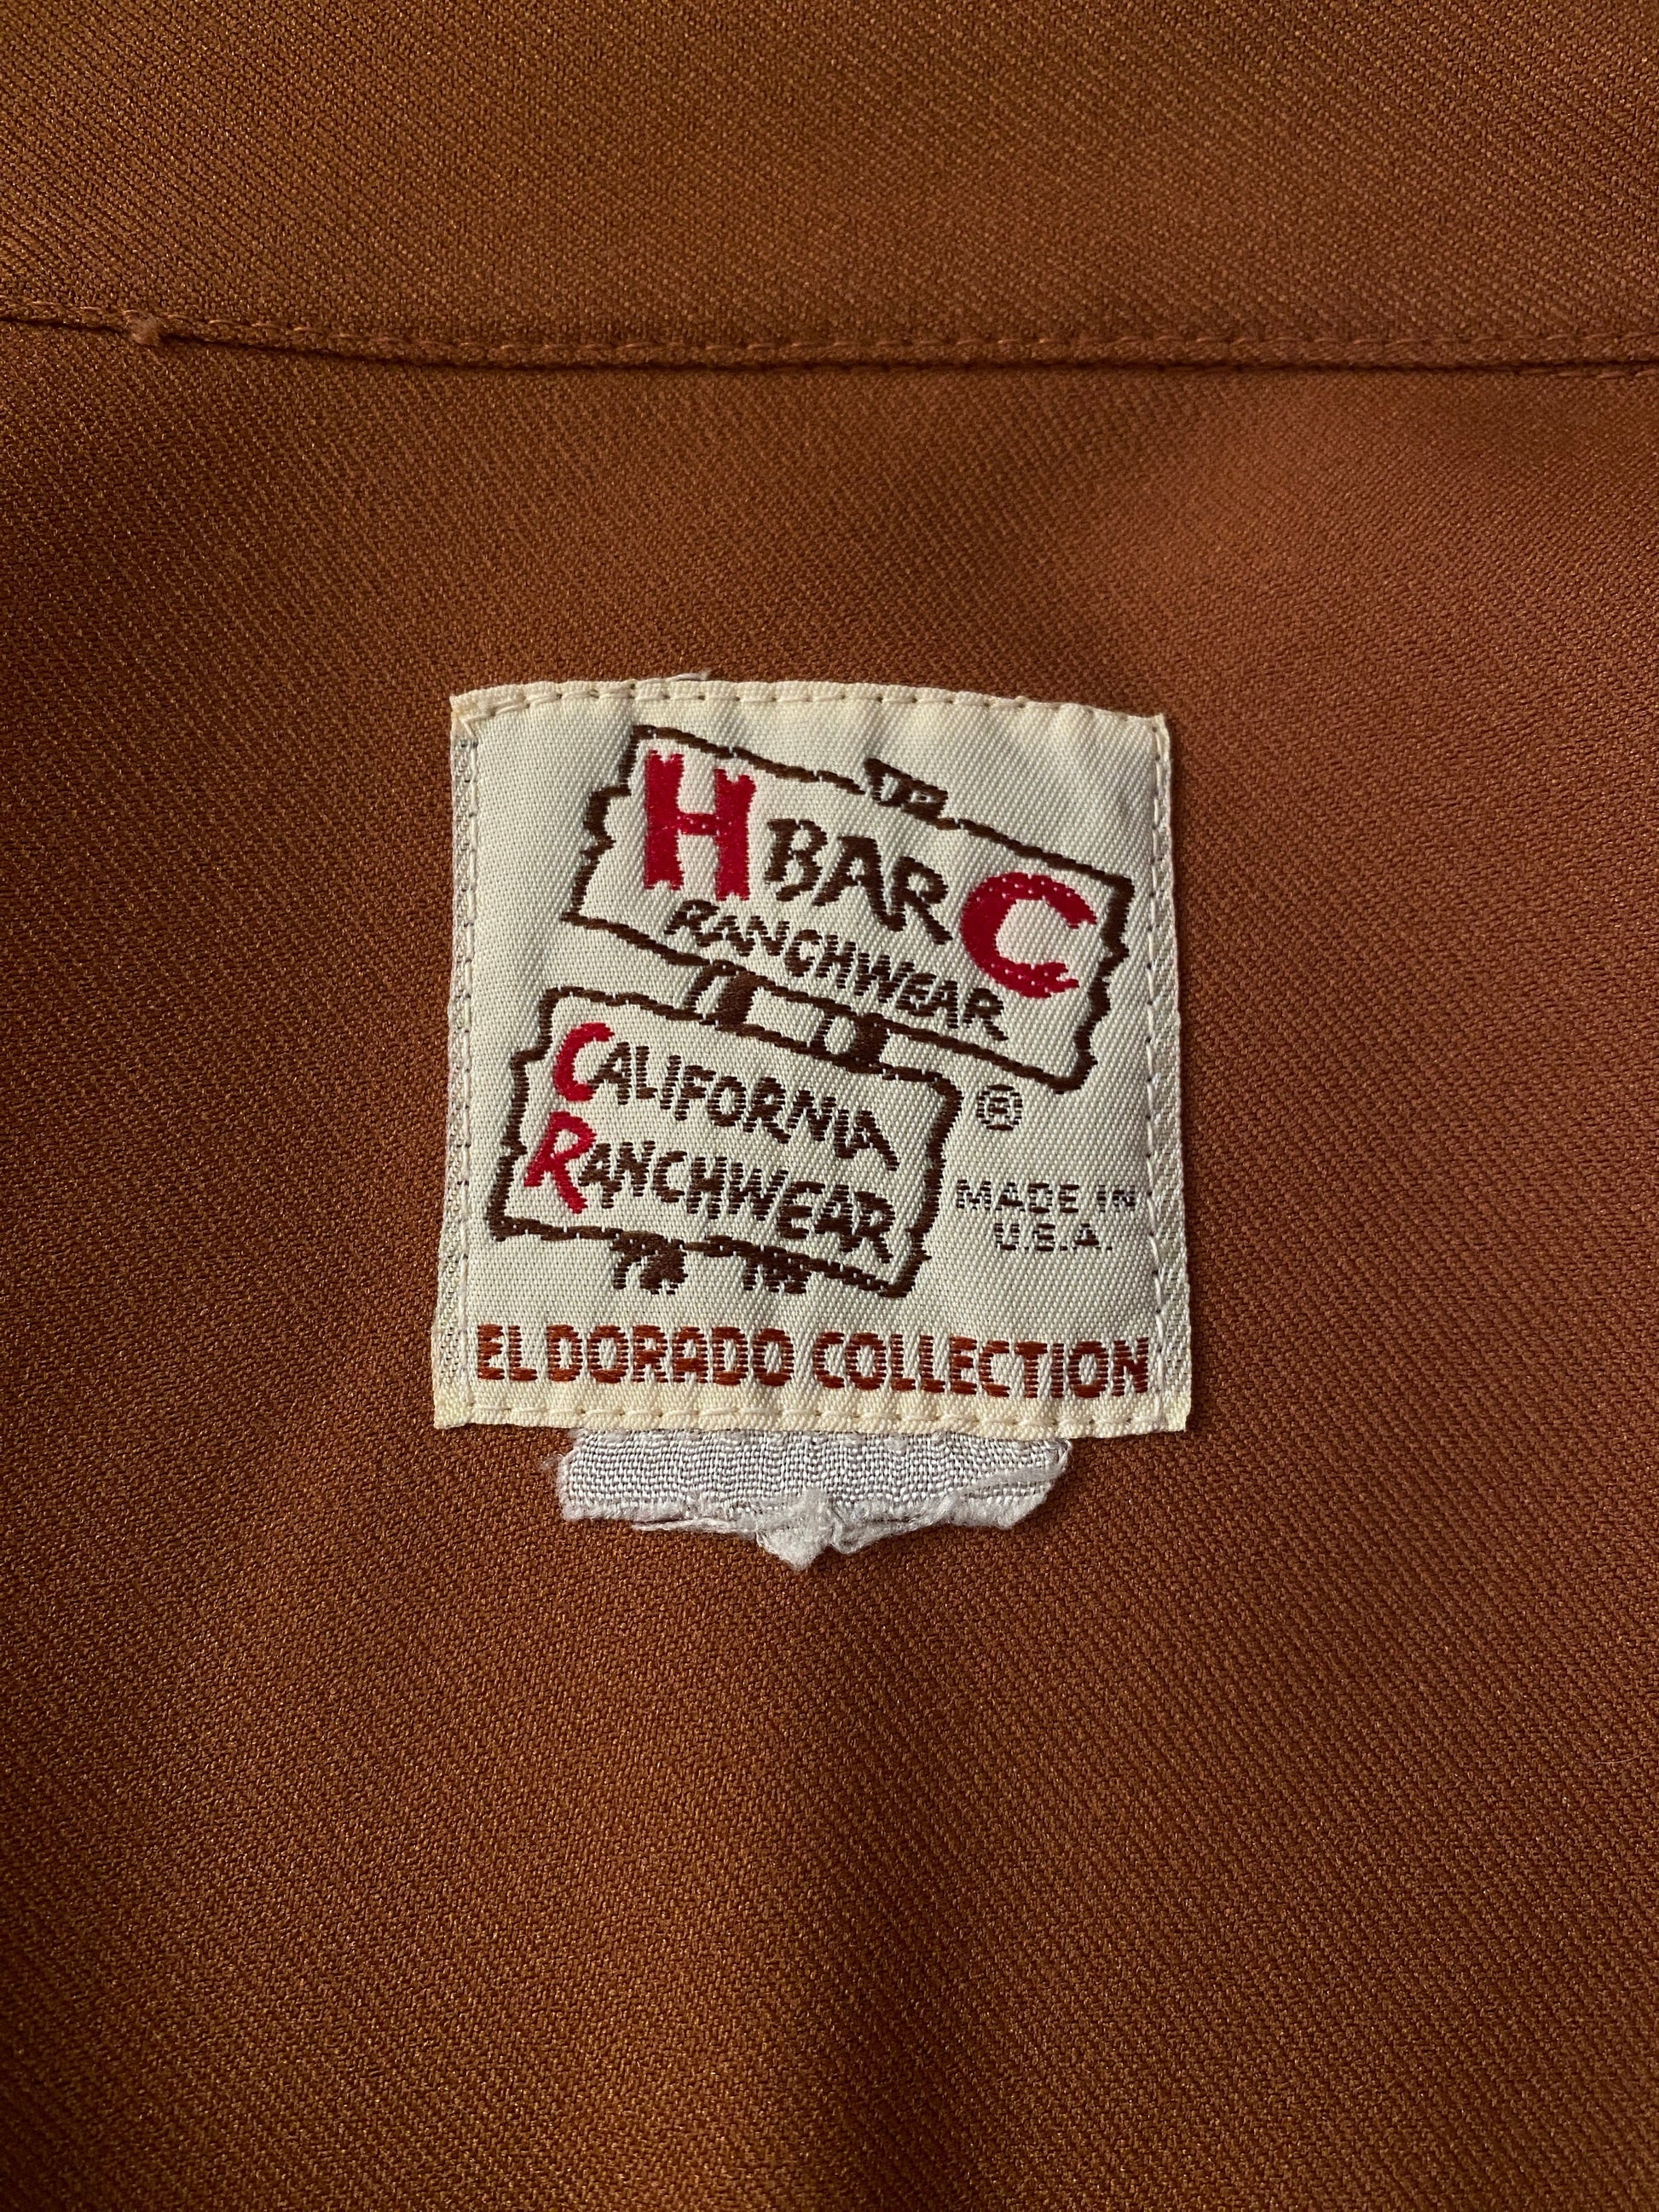 H BAR C
RANCHWEAR
CALIFORNIA
RANCHWEAR
®
MADE IN
U.S.A.
EL DORADO COLLECTION